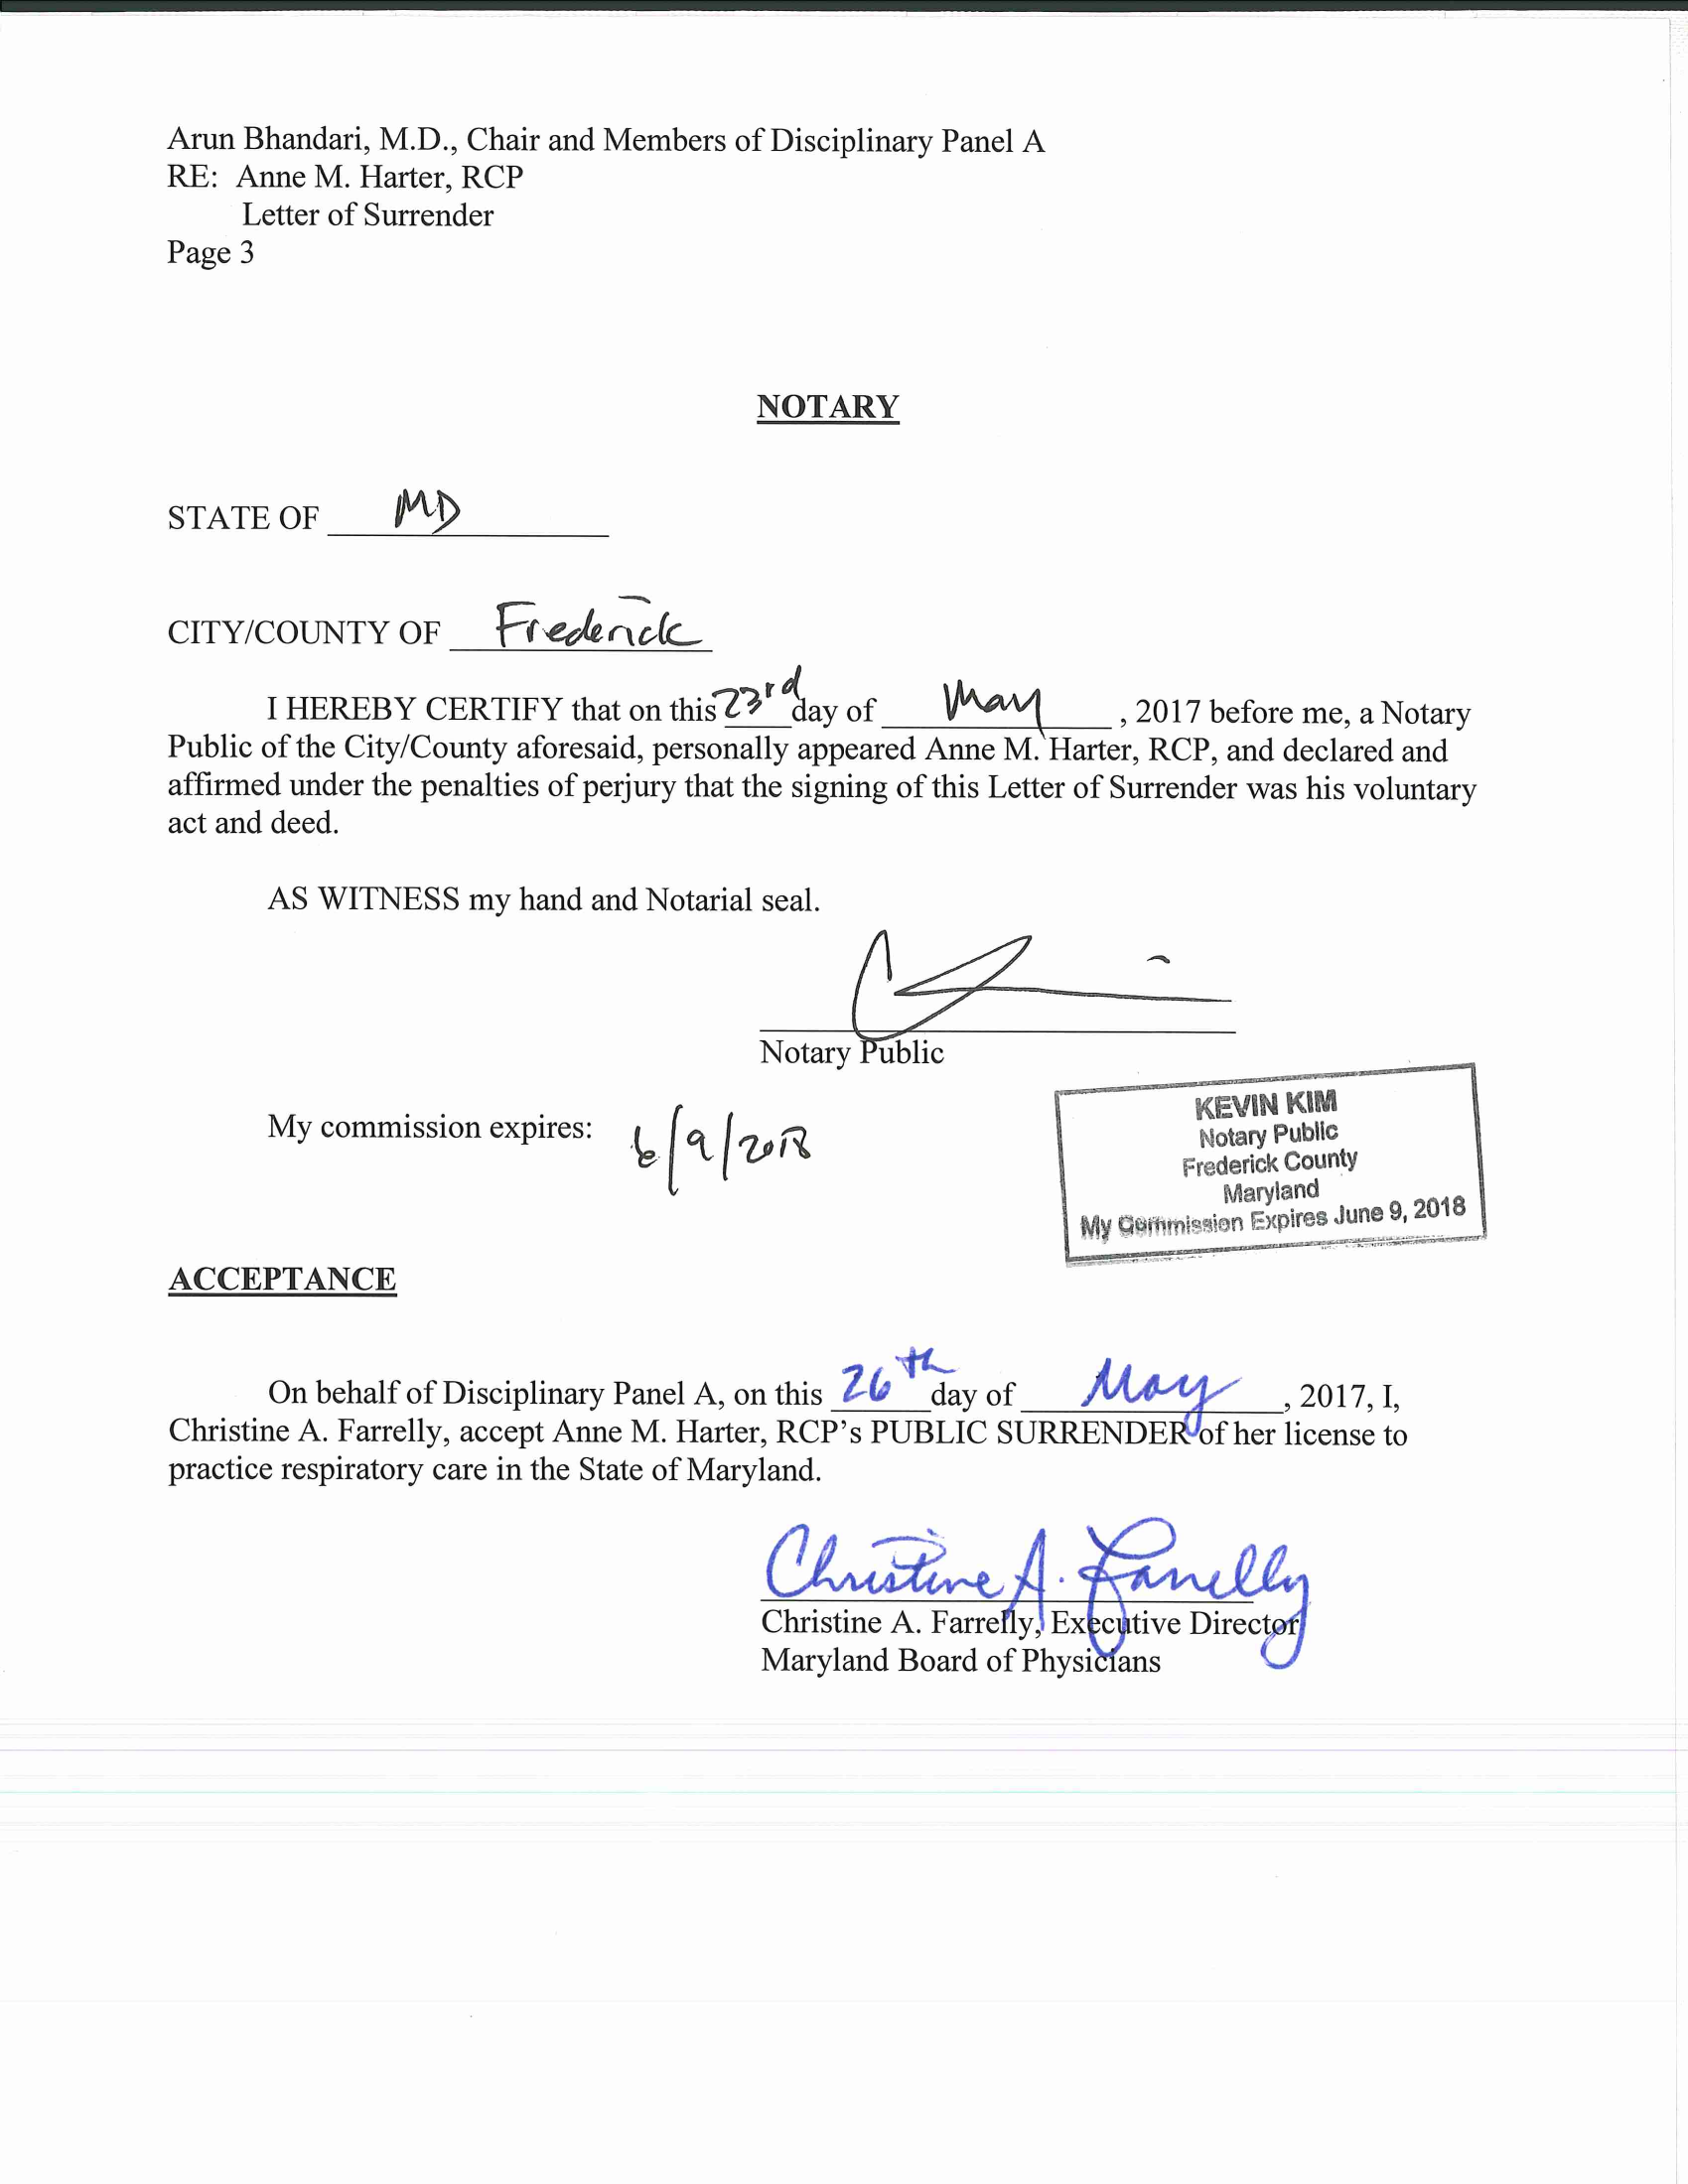 Arun Bhandari, M.D., Chair and Members of Disciplinary Panel A
RE: Anne M. Harter, RCP
Letter of Surrender
Page 3
NOTARY
STATE OF MD
CITY/COUNTY OF Frederick
I HEREBY CERTIFY that on this 23rd day of May, 2017 before me, a Notary
Public of the City/County aforesaid, personally appeared Anne M. Harter, RCP, and declared and
affirmed under the penalties of perjury that the signing of this Letter of Surrender was his voluntary
act and deed.
AS WITNESS my hand and Notarial seal.
Notary Public
My commission expires: 6/9/2018
KEVIN KIM
Notary Public
Frederick County
Maryland
My Commission Expires June 9, 2018
ACCEPTANCE
On behalf of Disciplinary Panel A, on this 26th day of May, 2017, I,
Christine A. Farrelly, accept Anne M. Harter, RCP's PUBLIC SURRENDER of her license to
practice respiratory care in the State of Maryland.
Christine A. Farrelly
Christine A. Farrelly, Executive Director
Maryland Board of Physicians